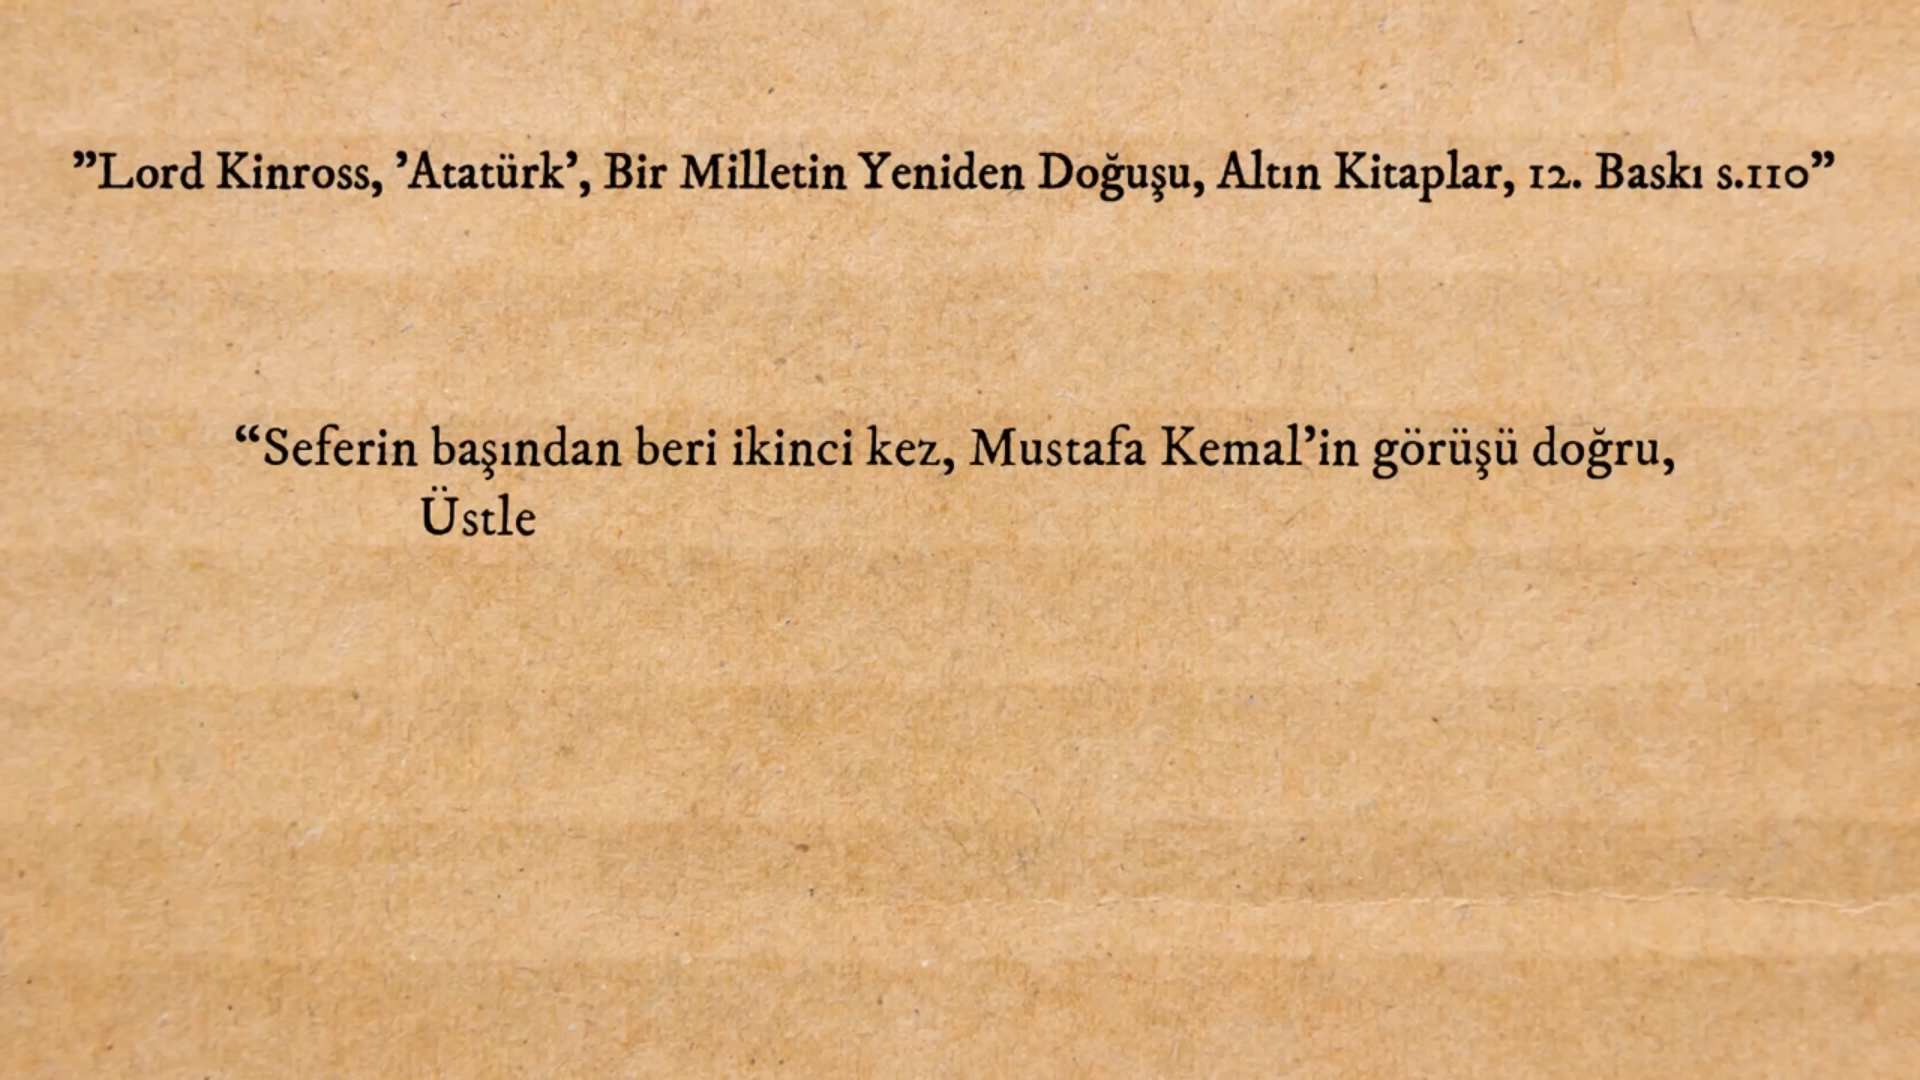 ”Lord Kinross, ’Atatürk’, Bir Milletin Yeniden Doğuşu, Altın Kitaplar, 12. Baskı s.110”
“Seferin başından beri ikinci kez, Mustafa Kemal’in görüşü doğru,
Üstle